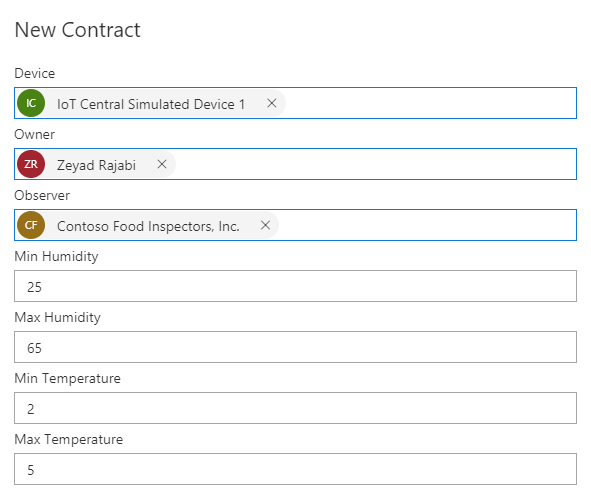 New Contract
Device
IC IoT Central Simulated Device 1
Owner
ZR Zeyad Rajabi
Observer
CF Contoso Food Inspectors, Inc.
Min Humidity
25
Max Humidity
65
Min Temperature
2
Max Temperature
5